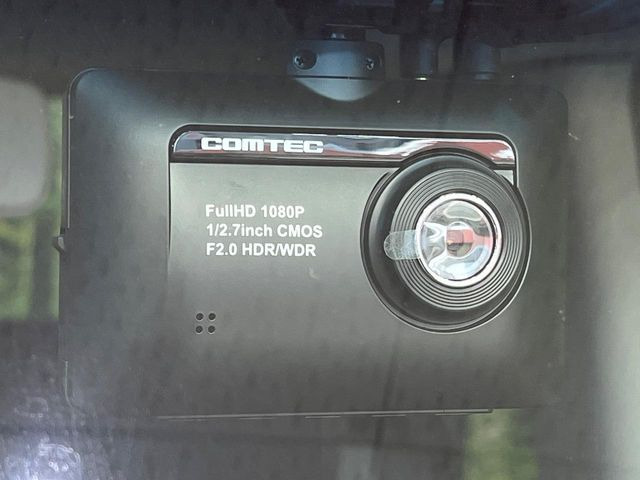 COMTEC
FullHD 1080P
1/2.7inch CMOS
F2.0 HDR/WDR